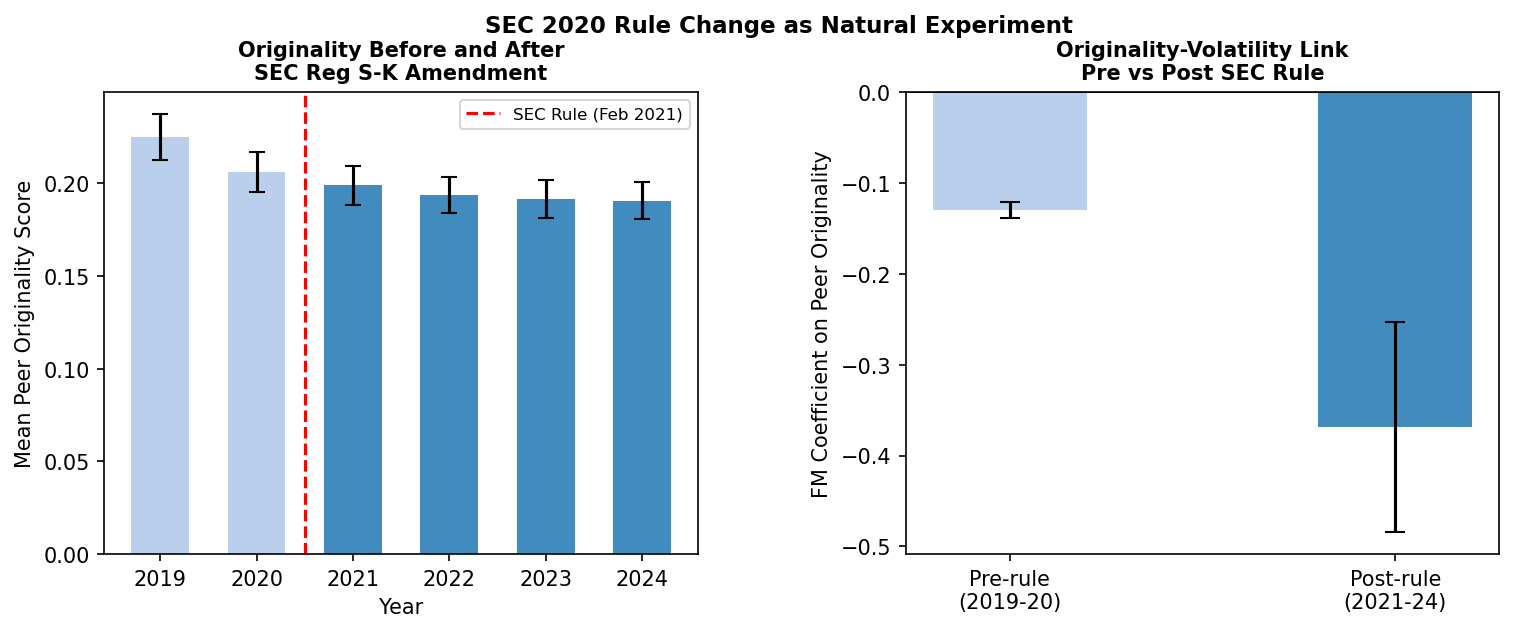 SEC 2020 Rule Change as Natural Experiment
Originality Before and After
SEC Reg S-K Amendment
SEC Rule (Feb 2021)
Mean Peer Originality Score
0.20
0.15
0.10
0.05
0.00
2019 2020 2021 2022 2023 2024
Year
Originality-Volatility Link
Pre vs Post SEC Rule
FM Coefficient on Peer Originality
0.0
−0.1
−0.2
−0.3
−0.4
−0.5
Pre-rule
(2019-20)
Post-rule
(2021-24)